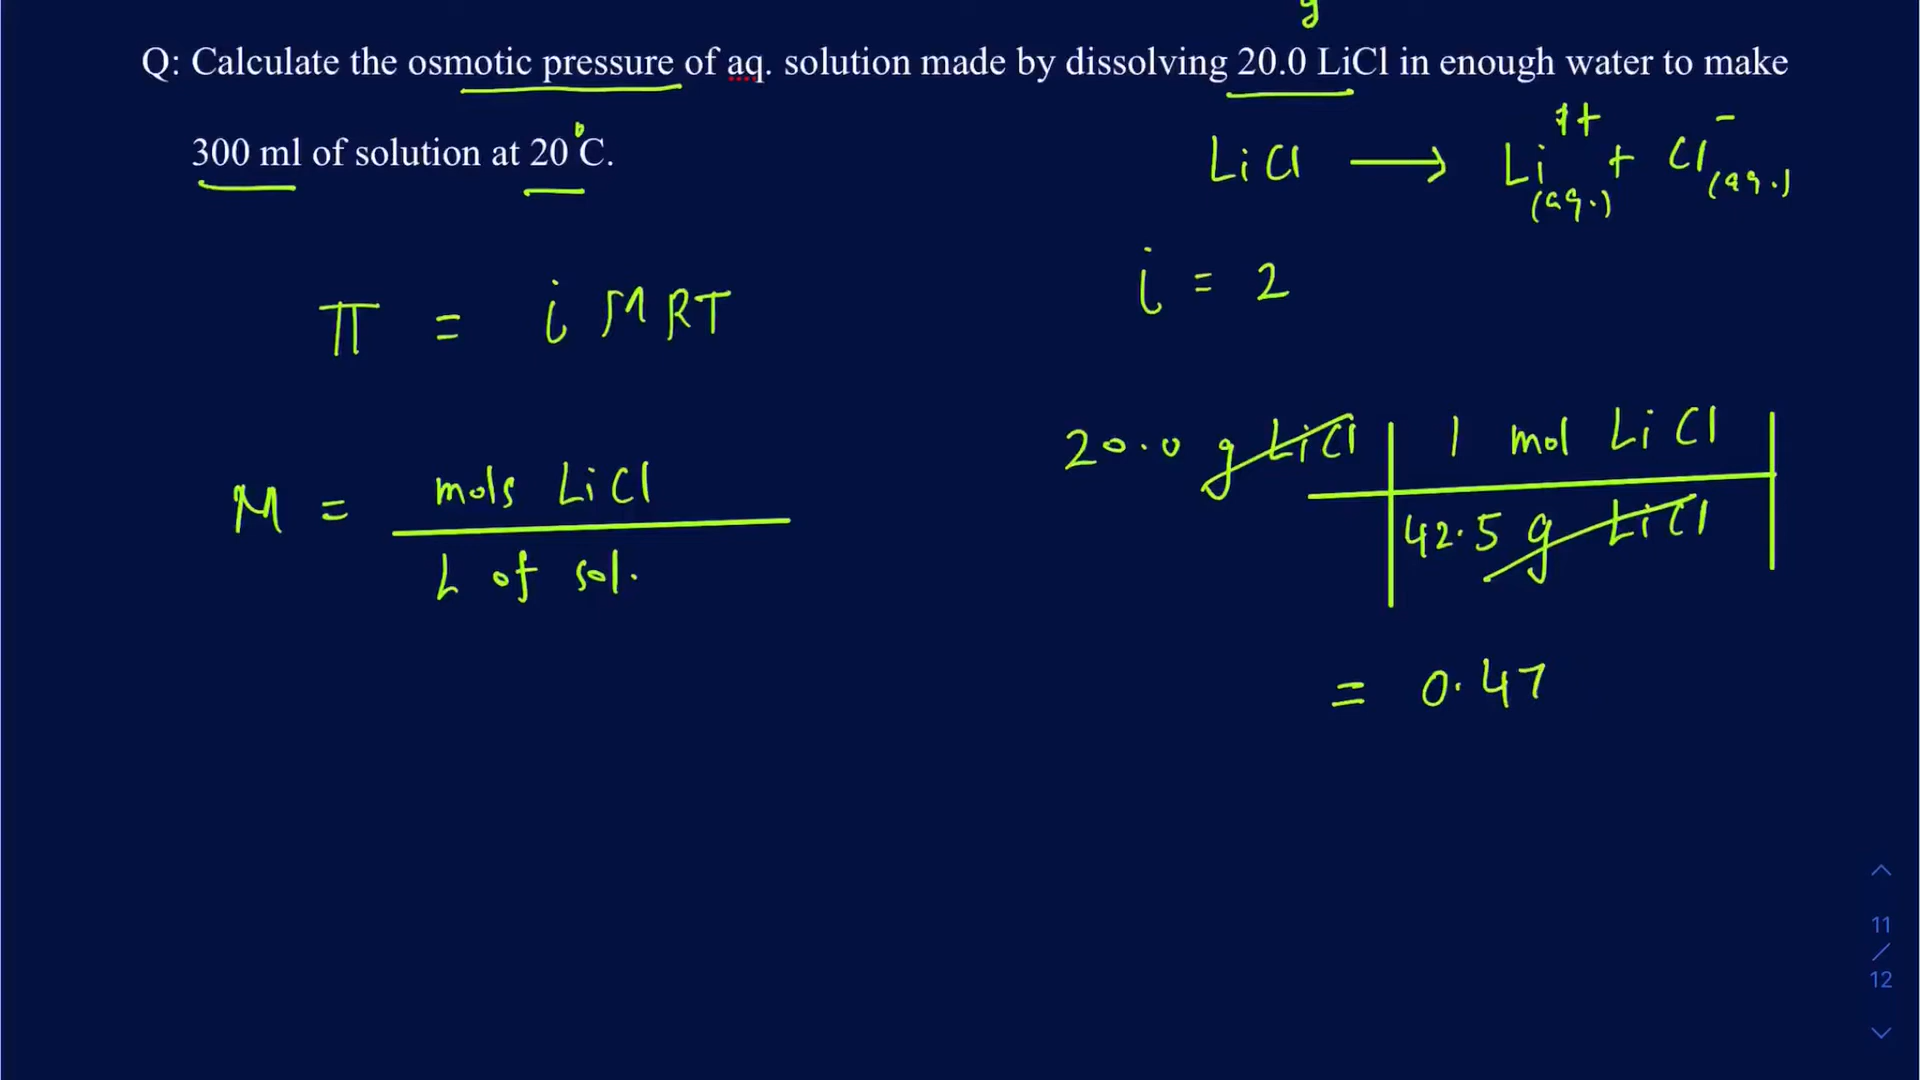 g
Q: Calculate the osmotic pressure of aq. solution made by dissolving 20.0 LiCl in enough water to make
300 ml of solution at 20°C.
LiCl ⟶ Li¹⁺(aq.) + Cl⁻(aq.)
i = 2
π = i M R T
20.0 g LiCl | 1 mol LiCl
42.5 g LiCl
M = mols LiCl
L of sol.
= 0.47
11
/
12